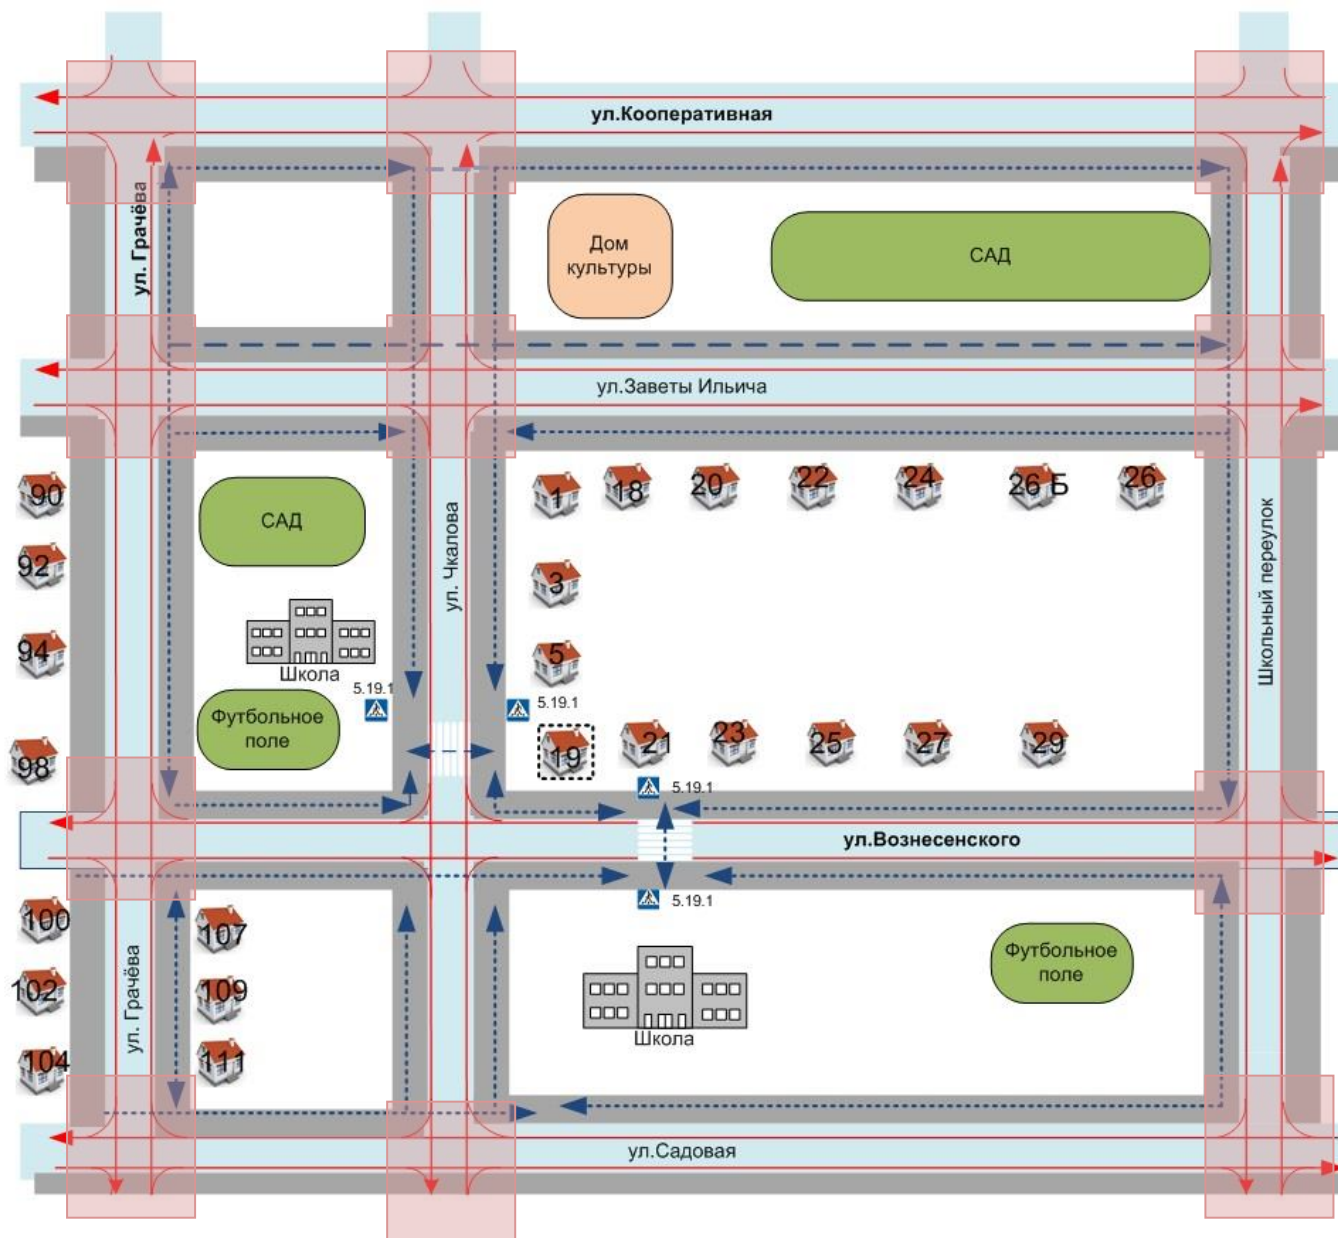 ул.Кооперативная
ул. Грачёва
Дом
культуры
САД
ул.Заветы Ильича
90
92
94
98
САД
Школа
5.19.1
Футбольное
поле
ул. Чкалова
5.19.1
1
18
20
22
24
26 Б
26
3
5
19
21
23
25
27
29
Школьный переулок
5.19.1
ул.Вознесенского
5.19.1
100
102
104
ул. Грачёва
107
109
111
Школа
Футбольное
поле
ул.Садовая